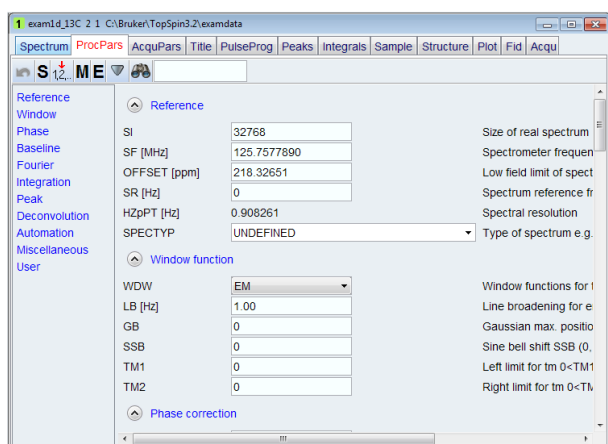 1 exam1d_13C 2 1 C:\Bruker\TopSpin3.2\examdata
Spectrum ProcPars AcquPars Title PulseProg Peaks Integrals Sample Structure Plot Fid Acqu
S 1,2,.. M E
Reference
Window
Phase
Baseline
Fourier
Integration
Peak
Deconvolution
Automation
Miscellaneous
User
Reference
SI 32768 Size of real spectrum
SF [MHz] 125.7577890 Spectrometer frequen
OFFSET [ppm] 218.32651 Low field limit of spect
SR [Hz] 0 Spectrum reference fr
HZpPT [Hz] 0.908261 Spectral resolution
SPECTYP UNDEFINED Type of spectrum e.g.
Window function
WDW EM Window functions for
LB [Hz] 1.00 Line broadening for e
GB 0 Gaussian max. positio
SSB 0 Sine bell shift SSB (0,
TM1 0 Left limit for tm 0<TM1
TM2 0 Right limit for tm 0<TM
Phase correction